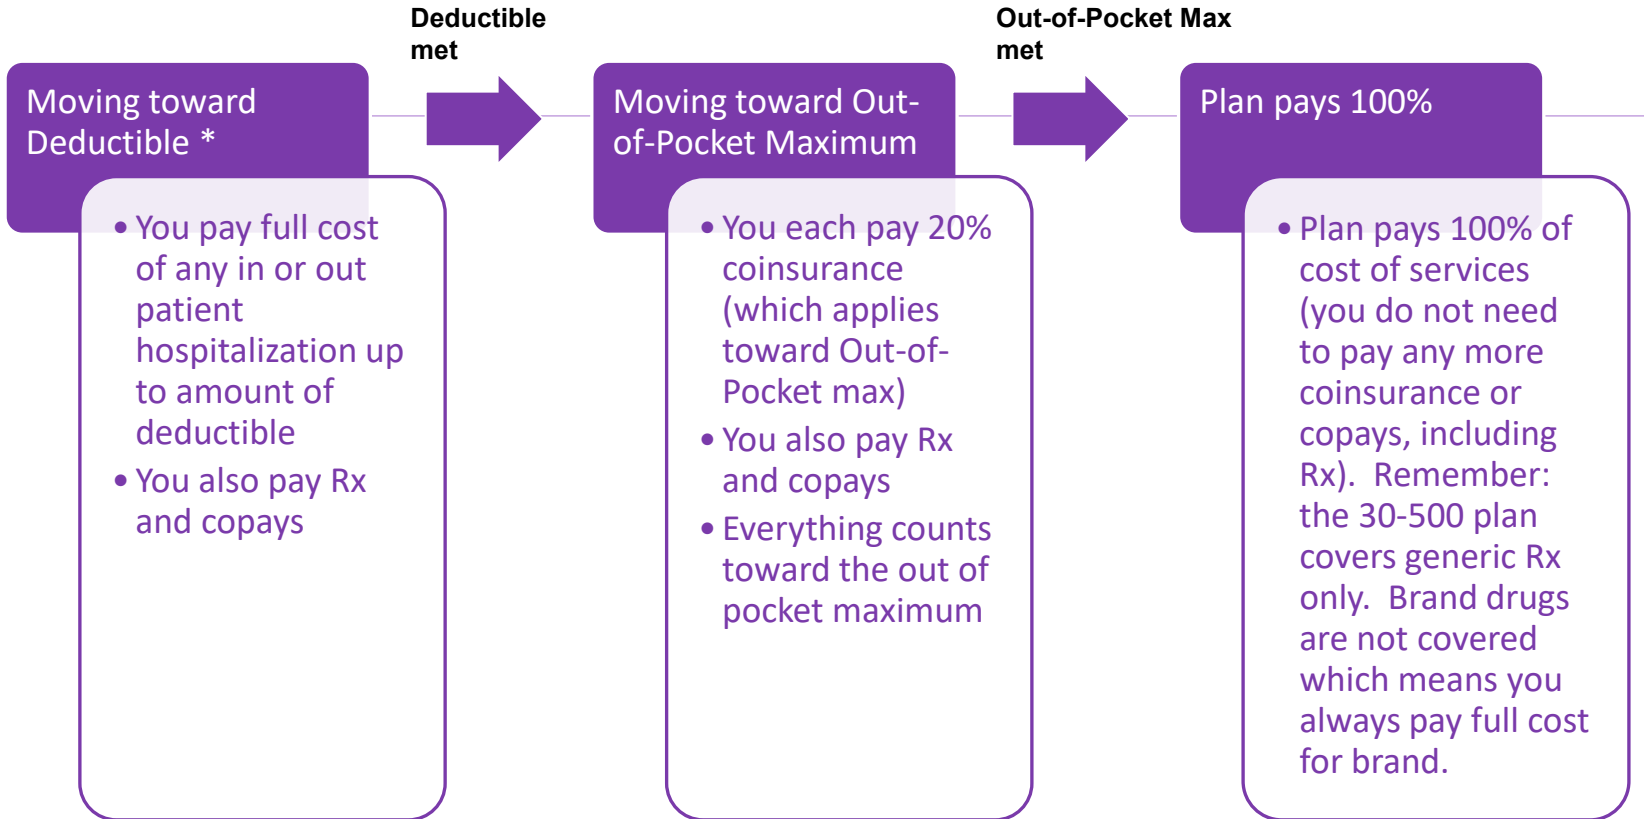 Deductible
met
Out-of-Pocket Max
met
Moving toward
Deductible *
• You pay full cost
of any in or out
patient
hospitalization up
to amount of
deductible
• You also pay Rx
and copays
Moving toward Out-
of-Pocket Maximum
• You each pay 20%
coinsurance
(which applies
toward Out-of-
Pocket max)
• You also pay Rx
and copays
• Everything counts
toward the out of
pocket maximum
Plan pays 100%
• Plan pays 100% of
cost of services
(you do not need
to pay any more
coinsurance or
copays, including
Rx).  Remember:
the 30-500 plan
covers generic Rx
only.  Brand drugs
are not covered
which means you
always pay full cost
for brand.